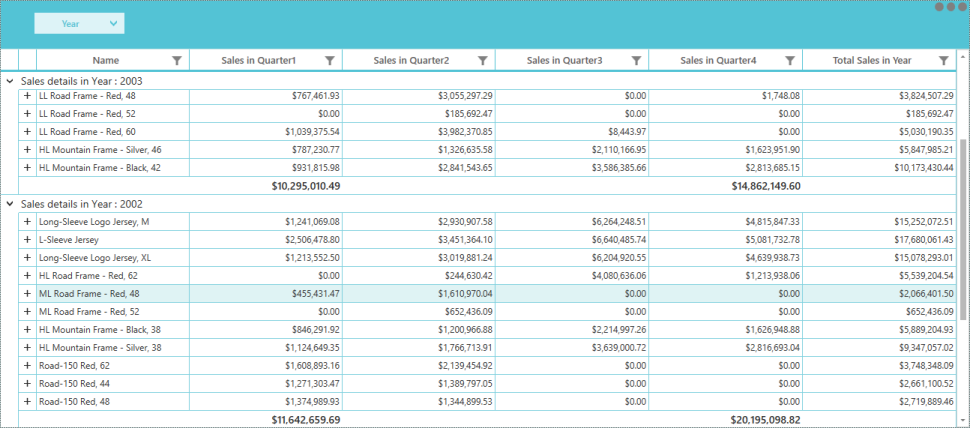 Year
Name Sales in Quarter1 Sales in Quarter2 Sales in Quarter3 Sales in Quarter4 Total Sales in Year
Sales details in Year : 2003
+ LL Road Frame - Red, 48 $767,461.93 $3,055,297.29 $0.00 $1,748.08 $3,824,507.29
+ LL Road Frame - Red, 52 $0.00 $185,692.47 $0.00 $0.00 $185,692.47
+ LL Road Frame - Red, 60 $1,039,375.54 $3,982,370.85 $8,443.97 $0.00 $5,030,190.35
+ HL Mountain Frame - Silver, 46 $787,230.77 $1,326,635.58 $2,110,166.95 $1,623,951.90 $5,847,985.21
+ HL Mountain Frame - Black, 42 $931,815.98 $2,841,543.65 $3,586,385.66 $2,813,685.15 $10,173,430.44
$10,295,010.49 $14,862,149.60
Sales details in Year : 2002
+ Long-Sleeve Logo Jersey, M $1,241,069.08 $2,930,907.58 $6,264,248.51 $4,815,847.33 $15,252,072.51
+ L-Sleeve Jersey $2,506,478.80 $3,451,364.10 $6,640,485.74 $5,081,732.78 $17,680,061.43
+ Long-Sleeve Logo Jersey, XL $1,213,552.50 $3,019,881.24 $6,204,920.55 $4,639,938.73 $15,078,293.01
+ HL Road Frame - Red, 62 $0.00 $244,630.42 $4,080,636.06 $1,213,938.06 $5,539,204.54
+ ML Road Frame - Red, 48 $455,431.47 $1,610,970.04 $0.00 $0.00 $2,066,401.50
+ ML Road Frame - Red, 52 $0.00 $652,436.09 $0.00 $0.00 $652,436.09
+ HL Mountain Frame - Black, 38 $846,291.92 $1,200,966.88 $2,214,997.26 $1,626,948.88 $5,889,204.93
+ HL Mountain Frame - Silver, 38 $1,124,649.35 $1,766,713.91 $3,639,000.72 $2,816,693.04 $9,347,057.02
+ Road-150 Red, 62 $1,608,893.16 $2,139,454.92 $0.00 $0.00 $3,748,348.09
+ Road-150 Red, 44 $1,271,303.47 $1,389,797.05 $0.00 $0.00 $2,661,100.52
+ Road-150 Red, 48 $1,374,989.93 $1,344,899.53 $0.00 $0.00 $2,719,889.46
$11,642,659.69 $20,195,098.82